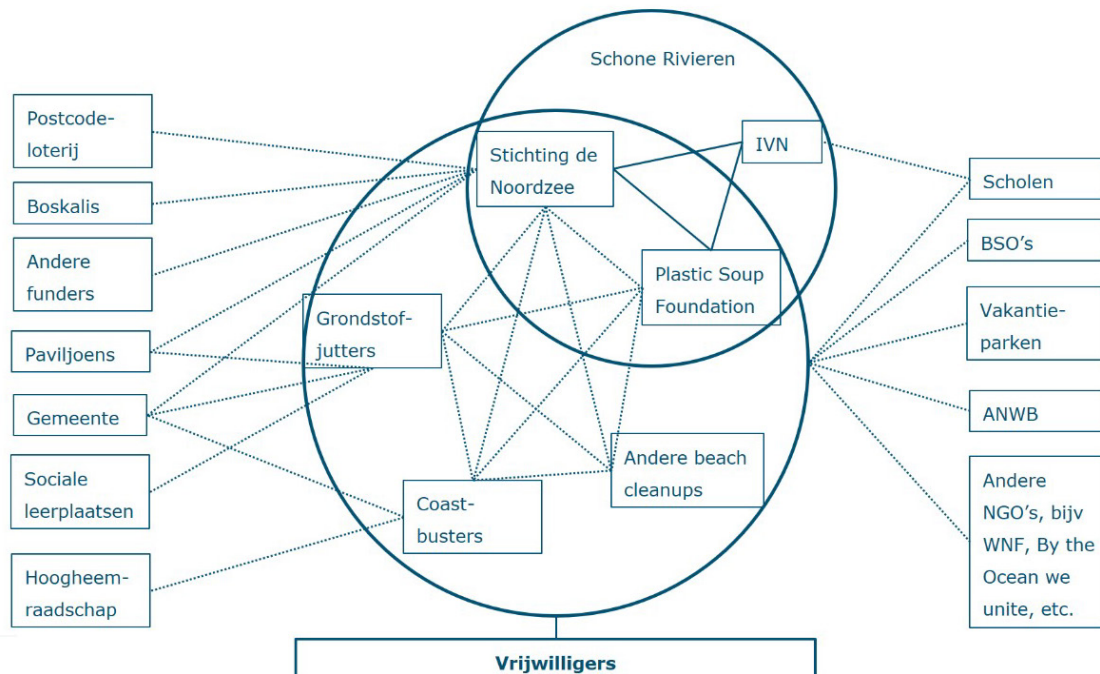 Schone Rivieren
Postcode-
loterij
Boskalis
Andere
funders
Paviljoens
Gemeente
Sociale
leerplaatsen
Hoogheem-
raadschap
Stichting de
Noordzee
IVN
Plastic Soup
Foundation
Grondstof-
jutters
Andere beach
cleanups
Coast-
busters
Scholen
BSO's
Vakantie-
parken
ANWB
Andere
NGO's, bijv
WNF, By the
Ocean we
unite, etc.
Vrijwilligers